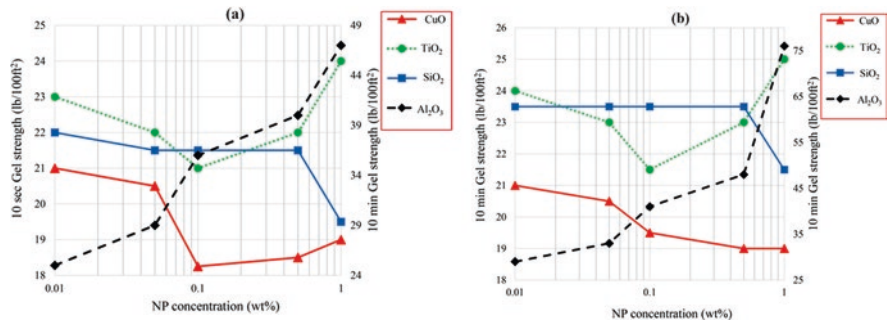 (a)
10 sec Gel strength (lb/100ft²)
25
24
23
22
21
20
19
18
49
44
39
34
29
24
10 min Gel strength (lb/100ft²)
0.01
0.1
1
NP concentration (wt%)
CuO
TiO₂
SiO₂
Al₂O₃
(b)
10 min Gel strength (lb/100ft²)
26
25
24
23
22
21
20
19
18
75
65
55
45
35
25
10 min Gel strength (lb/100ft²)
0.01
0.1
1
NP concentration (wt%)
CuO
TiO₂
SiO₂
Al₂O₃